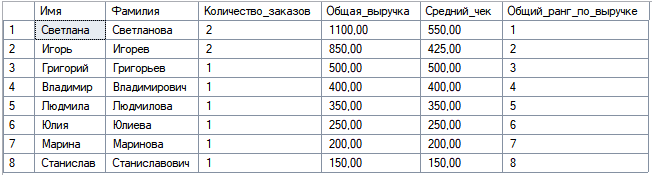 Имя Фамилия Количество_заказов Общая_выручка Средний_чек Общий_ранг_по_выручке
1 Светлана Светланова 2 1100,00 550,00 1
2 Игорь Игорев 2 850,00 425,00 2
3 Григорий Григорьев 1 500,00 500,00 3
4 Владимир Владимирович 1 400,00 400,00 4
5 Людмила Людмилова 1 350,00 350,00 5
6 Юлия Юлиева 1 250,00 250,00 6
7 Марина Маринова 1 200,00 200,00 7
8 Станислав Станиславович 1 150,00 150,00 8